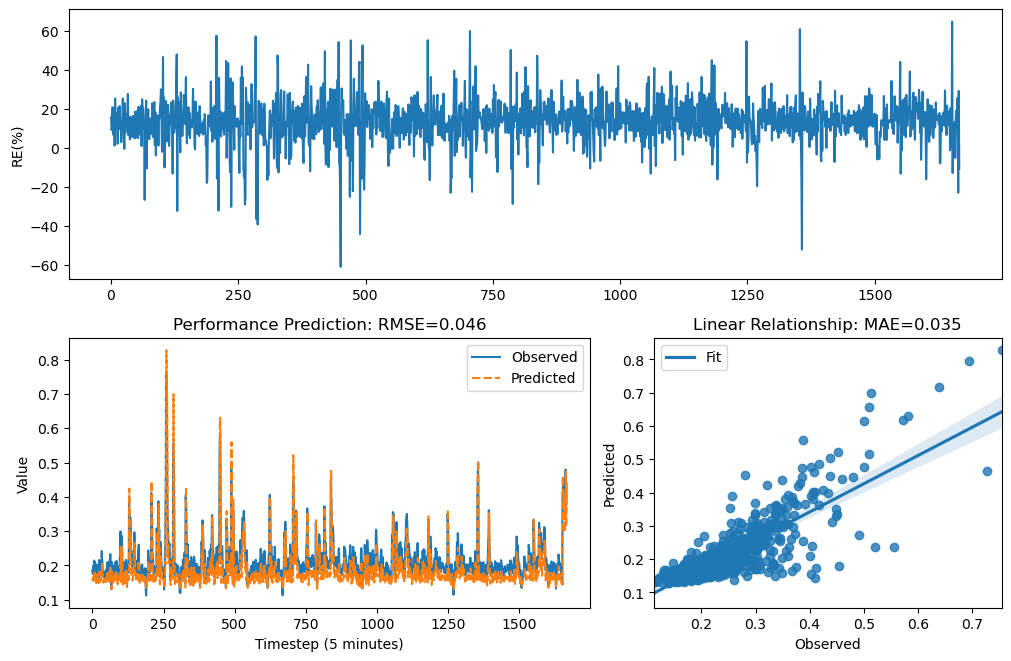 60
40
20
0
−20
−40
−60
RE(%)
0 250 500 750 1000 1250 1500
Performance Prediction: RMSE=0.046
Observed
Predicted
0.8
0.7
0.6
0.5
0.4
0.3
0.2
0.1
Value
0 250 500 750 1000 1250 1500
Timestep (5 minutes)
Linear Relationship: MAE=0.035
Fit
0.8
0.7
0.6
0.5
0.4
0.3
0.2
0.1
Predicted
0.2 0.3 0.4 0.5 0.6 0.7
Observed